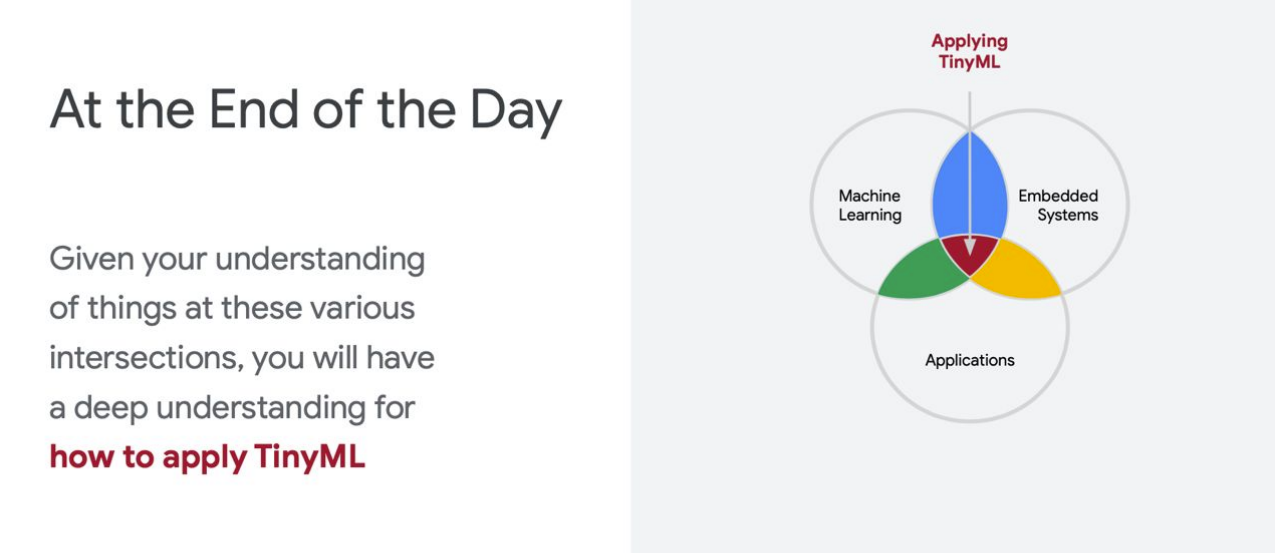 At the End of the Day
Given your understanding
of things at these various
intersections, you will have
a deep understanding for
how to apply TinyML
Applying
TinyML
Machine
Learning
Embedded
Systems
Applications